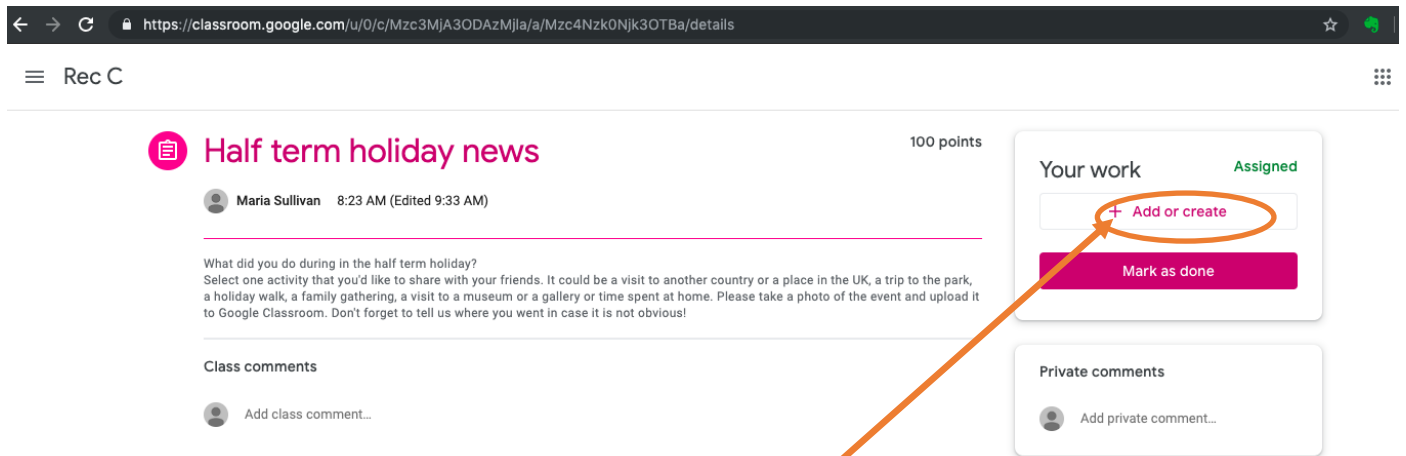 https://classroom.google.com/u/0/c/Mzc3MjA3ODAzMjla/a/Mzc4Nzk0Njk3OTBa/details
Rec C
Half term holiday news
100 points
Maria Sullivan 8:23 AM (Edited 9:33 AM)
What did you do during in the half term holiday?
Select one activity that you'd like to share with your friends. It could be a visit to another country or a place in the UK, a trip to the park,
a holiday walk, a family gathering, a visit to a museum or a gallery or time spent at home. Please take a photo of the event and upload it
to Google Classroom. Don't forget to tell us where you went in case it is not obvious!
Class comments
Add class comment...
Your work Assigned
+ Add or create
Mark as done
Private comments
Add private comment...